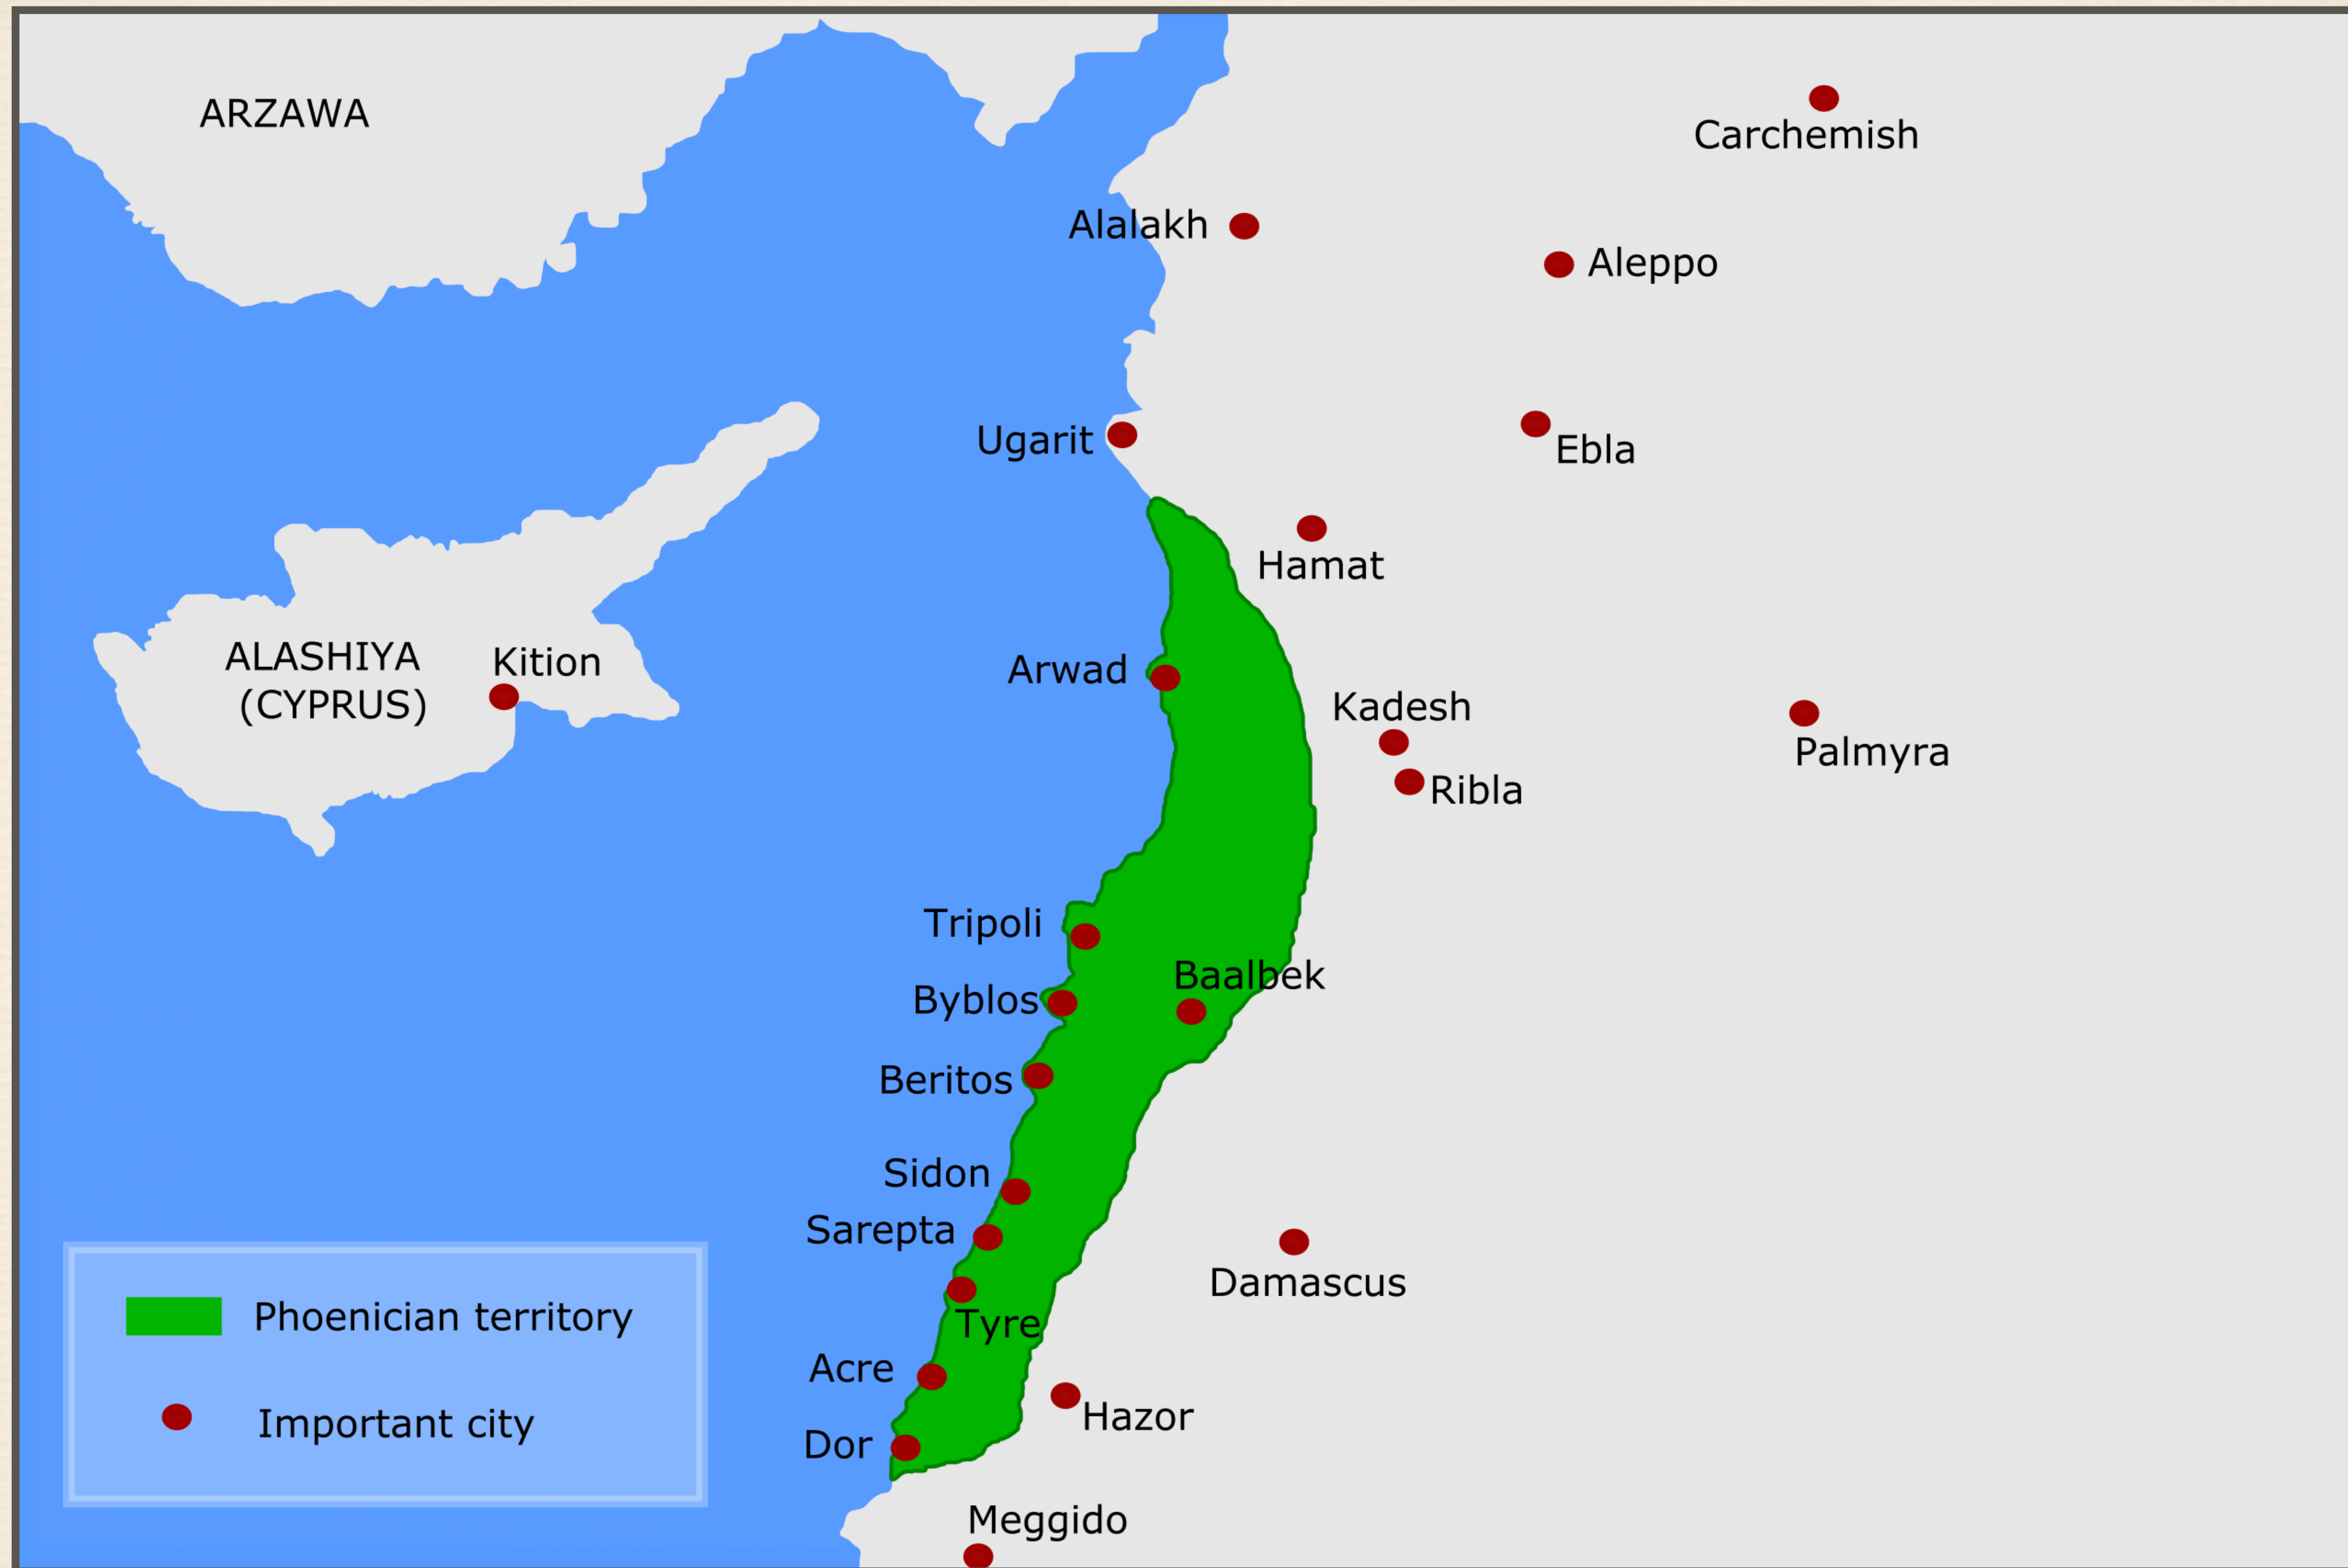 ARZAWA
Carchemish
Alalakh
Aleppo
Ugarit
Ebla
Hamat
ALASHIYA
(CYPRUS)
Kition
Arwad
Kadesh
Ribla
Palmyra
Tripoli
Baalbek
Byblos
Beritos
Sidon
Sarepta
Tyre
Damascus
Acre
Hazor
Dor
Meggido
Phoenician territory
Important city